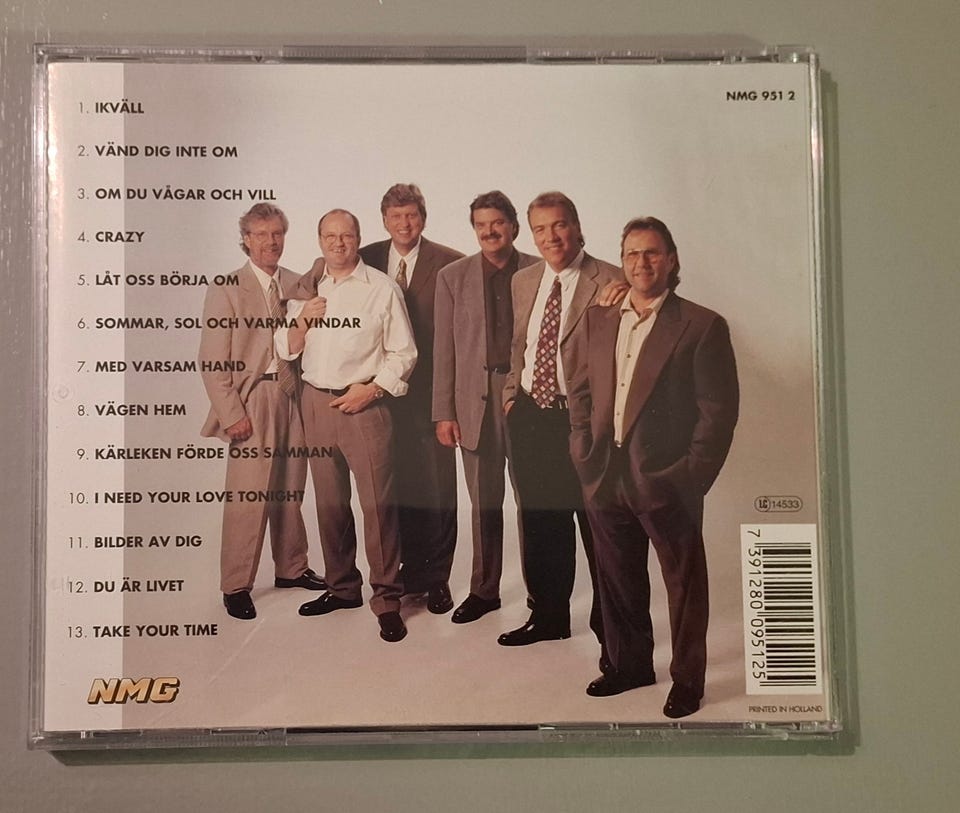 NMG 951 2
1. IKVÄLL
2. VÄND DIG INTE OM
3. OM DU VÅGAR OCH VILL
4. CRAZY
5. LÅT OSS BÖRJA OM
6. SOMMAR, SOL OCH VARMA VINDAR
7. MED VARSAM HAND
8. VÄGEN HEM
9. KÄRLEKEN FÖRDE OSS SAMMAN
10. I NEED YOUR LOVE TONIGHT
11. BILDER AV DIG
12. DU ÄR LIVET
13. TAKE YOUR TIME
LC 14533
7 391280 095125
NMG
PRINTED IN HOLLAND